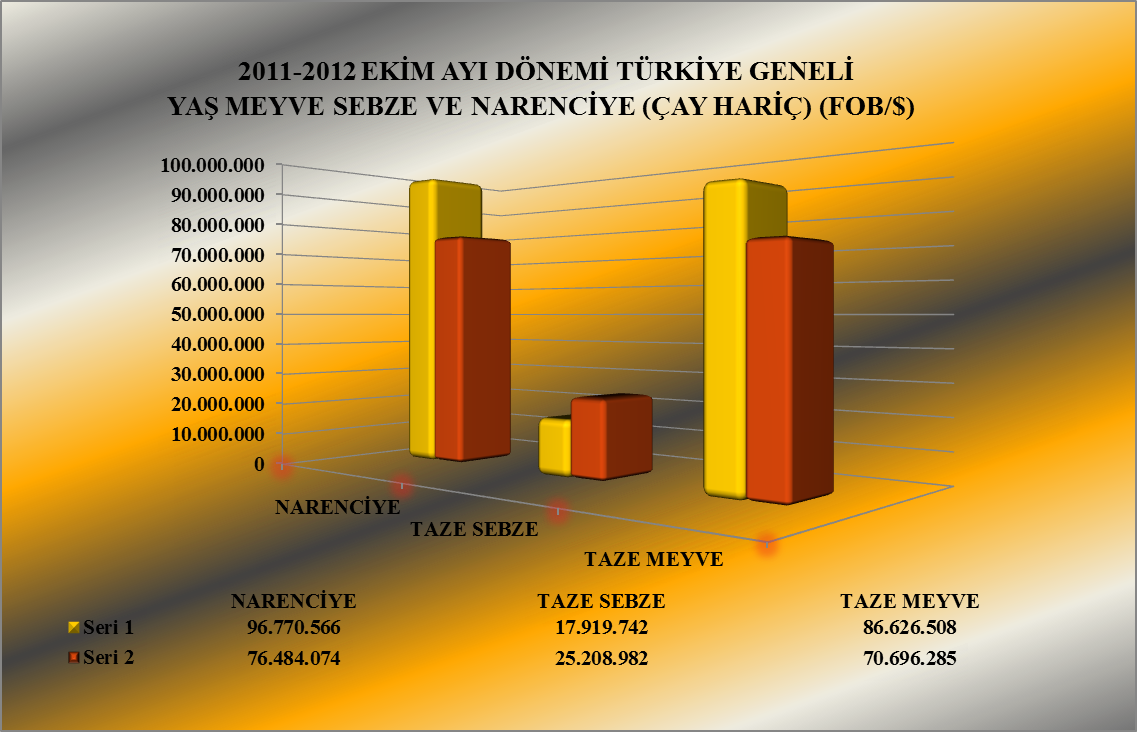 2011-2012 EKİM AYI DÖNEMİ TÜRKİYE GENELİ
YAŞ MEYVE SEBZE VE NARENCİYE (ÇAY HARİÇ) (FOB/$)
100.000.000
90.000.000
80.000.000
70.000.000
60.000.000
50.000.000
40.000.000
30.000.000
20.000.000
10.000.000
0
NARENCİYE
TAZE SEBZE
TAZE MEYVE
NARENCİYE TAZE SEBZE TAZE MEYVE
Seri 1 96.770.566 17.919.742 86.626.508
Seri 2 76.484.074 25.208.982 70.696.285